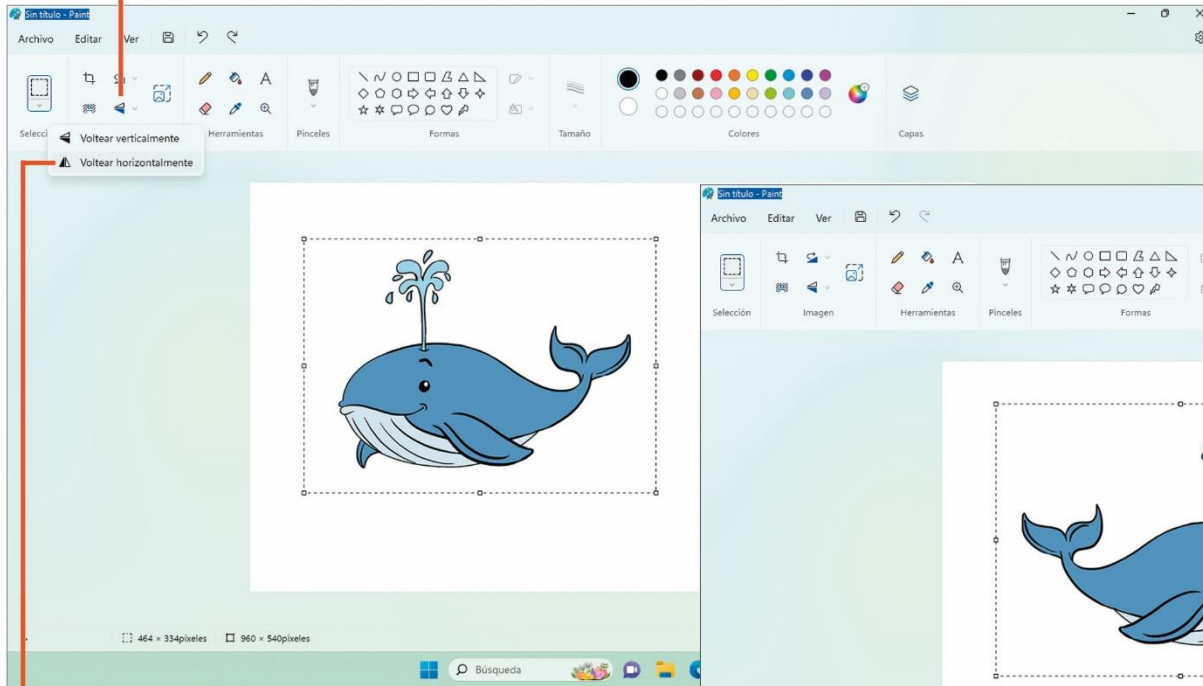 Sin título - Paint
Archivo Editar Ver
Voltear verticalmente
Voltear horizontalmente
Herramientas
Pinceles
Formas
Tamaño
Colores
Capas
464 × 334píxeles
960 × 540píxeles
Búsqueda
Sin título - Paint
Archivo Editar Ver
Selección
Imagen
Herramientas
Pinceles
Formas